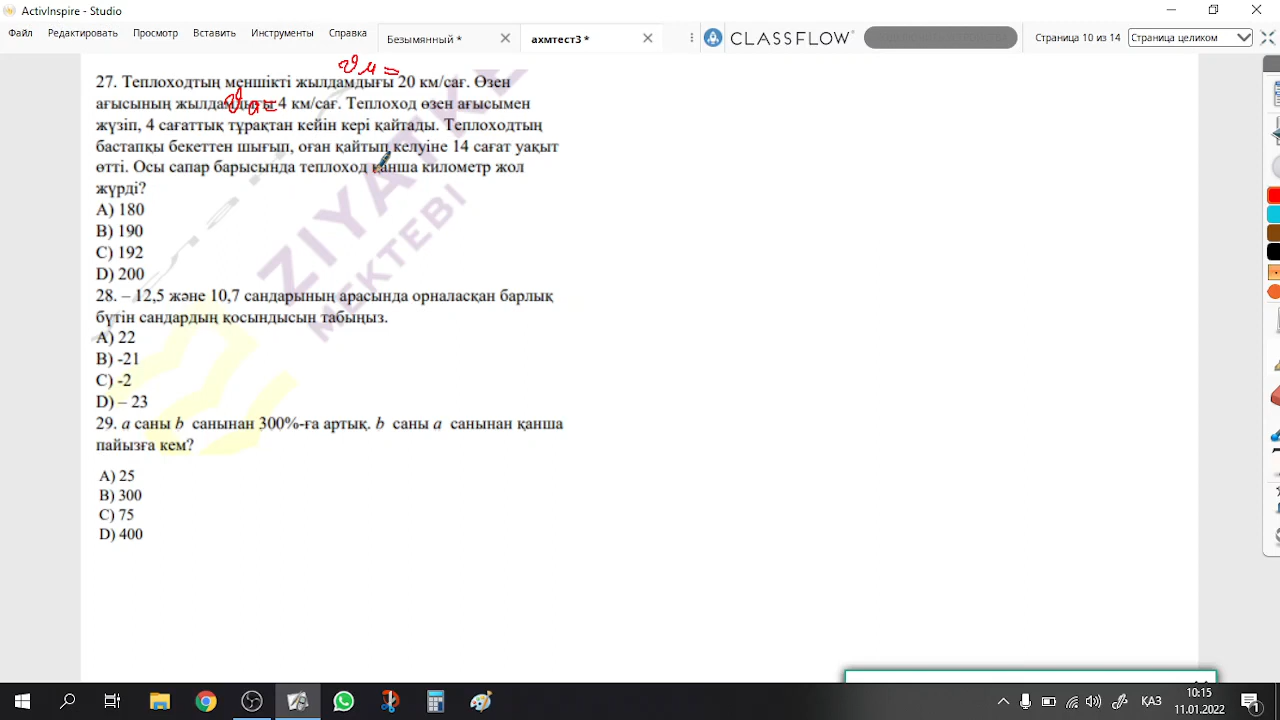 ActivInspire - Studio
Файл Редактировать Просмотр Вставить Инструменты Справка
Безымянный *
ахмтест3 *
CLASSFLOW
Страница 10 из 14
Страница целиком
𝜗м =
27. Теплоходтың меншікті жылдамдығы 20 км/сағ. Өзен
ағысының жылдамдығы 4 км/сағ. Теплоход өзен ағысымен
𝜗а =
жүзіп, 4 сағаттық тұрақтан кейін кері қайтады. Теплоходтың
бастапқы бекеттен шығып, оған қайтып келуіне 14 сағат уақыт
өтті. Осы сапар барысында теплоход қанша километр жол
жүрді?
A) 180
B) 190
C) 192
D) 200
28. – 12,5 және 10,7 сандарының арасында орналасқан барлық
бүтін сандардың қосындысын табыңыз.
A) 22
B) -21
C) -2
D) – 23
29. a саны b санынан 300%-ға артық. b саны a санынан қанша
пайызға кем?
A) 25
B) 300
C) 75
D) 400
ZIYATKER
MEKTEBI
КАЗ
10:15
11.01.2022